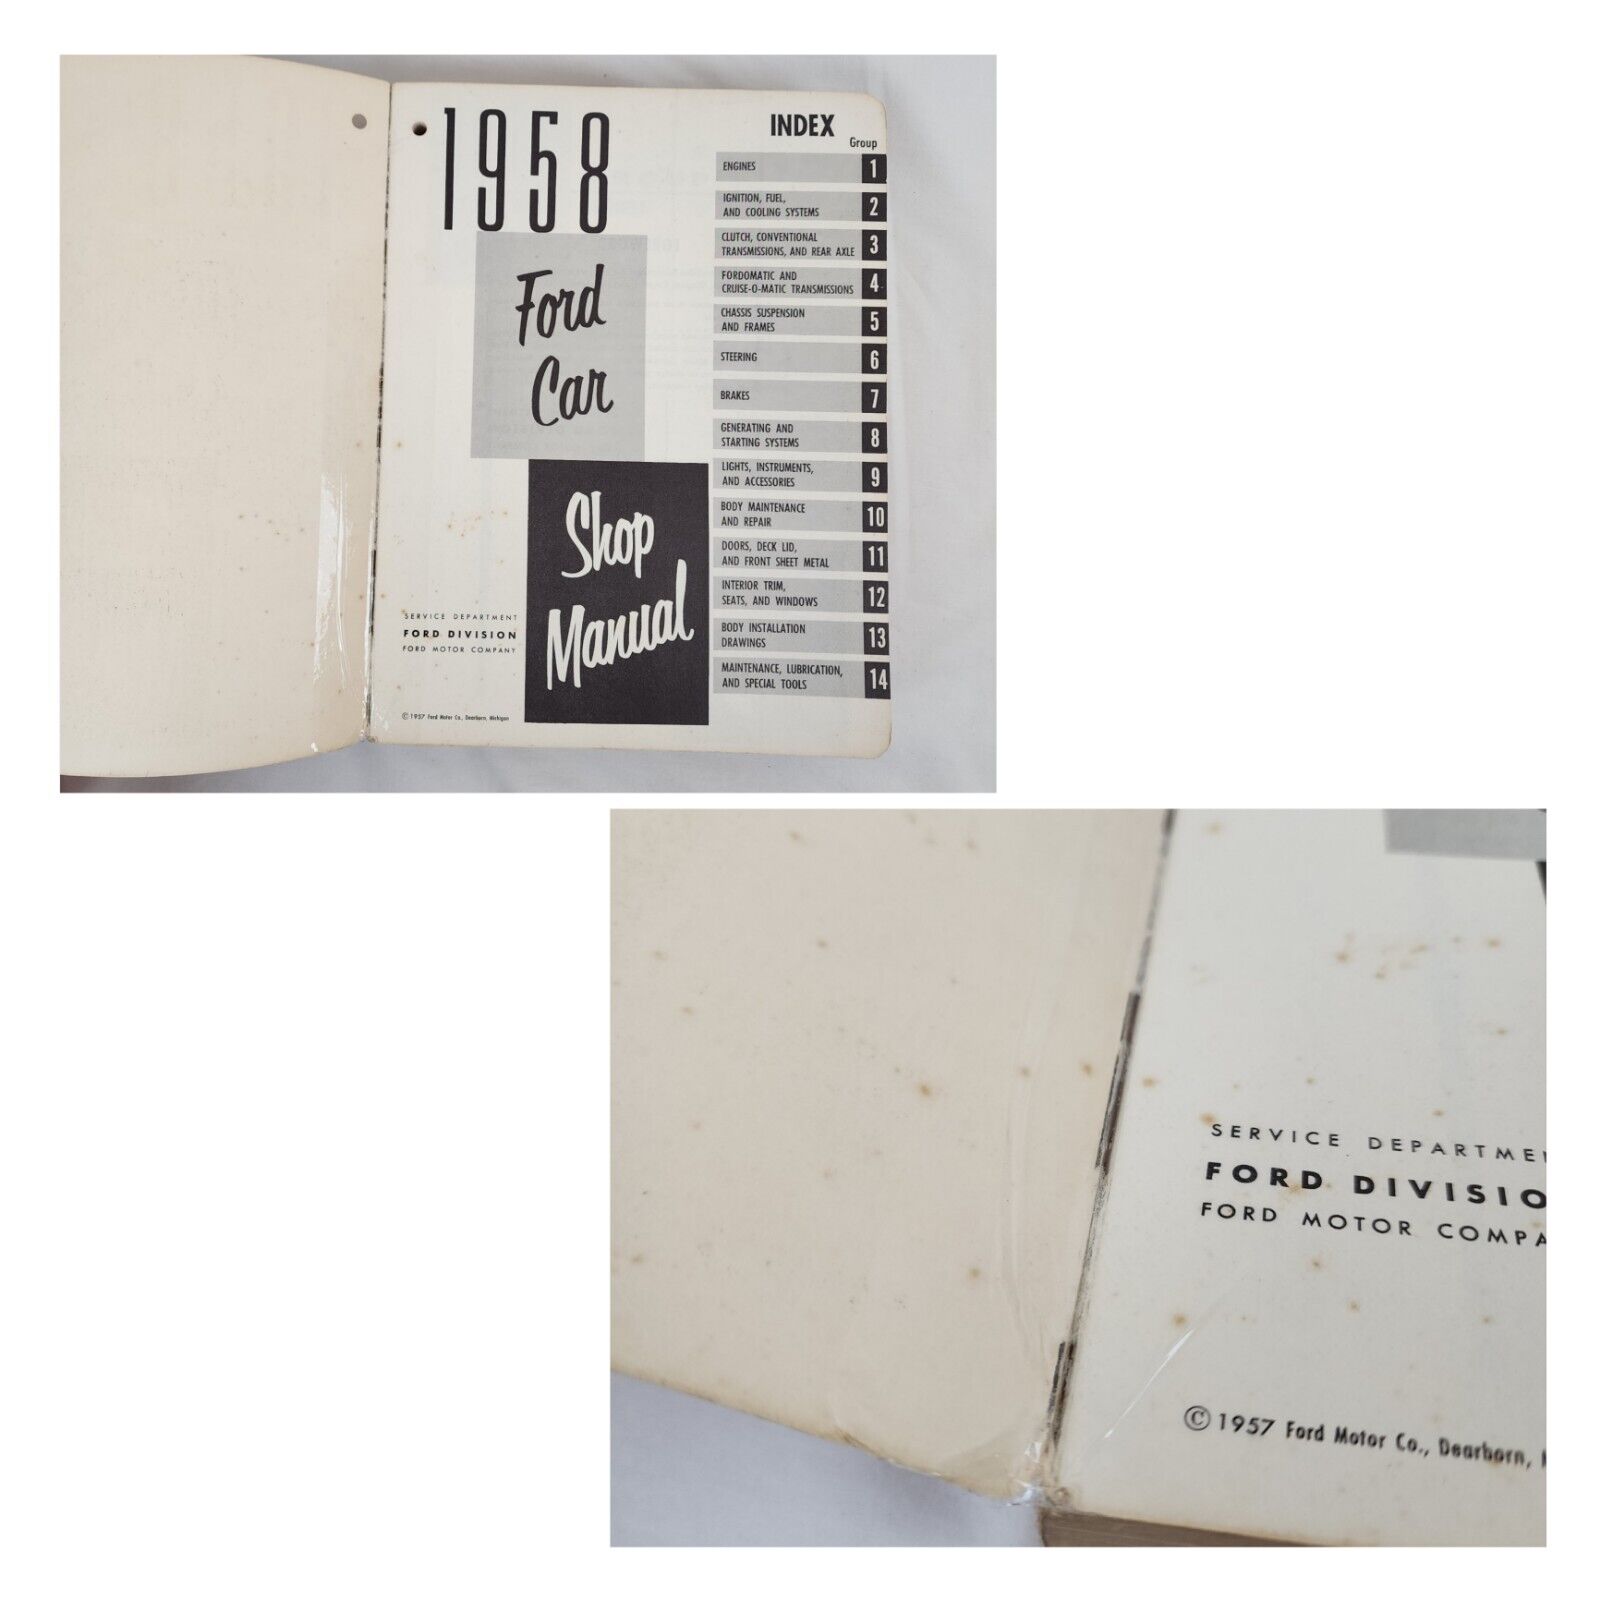 1958
Ford
Car
Shop
Manual
SERVICE DEPARTMENT
FORD DIVISION
FORD MOTOR COMPANY
© 1957 Ford Motor Co., Dearborn, Michigan
INDEX
Group
ENGINES 1
IGNITION, FUEL,
AND COOLING SYSTEMS 2
CLUTCH, CONVENTIONAL
TRANSMISSIONS, AND REAR AXLE 3
FORDOMATIC AND
CRUISE-O-MATIC TRANSMISSIONS 4
CHASSIS SUSPENSION
AND FRAMES 5
STEERING 6
BRAKES 7
GENERATING AND
STARTING SYSTEMS 8
LIGHTS, INSTRUMENTS,
AND ACCESSORIES 9
BODY MAINTENANCE
AND REPAIR 10
DOORS, DECK LID,
AND FRONT SHEET METAL 11
INTERIOR TRIM,
SEATS, AND WINDOWS 12
BODY INSTALLATION
DRAWINGS 13
MAINTENANCE, LUBRICATION,
AND SPECIAL TOOLS 14
SERVICE DEPARTME
FORD DIVISIO
FORD MOTOR COMPA
© 1957 Ford Motor Co., Dearborn,